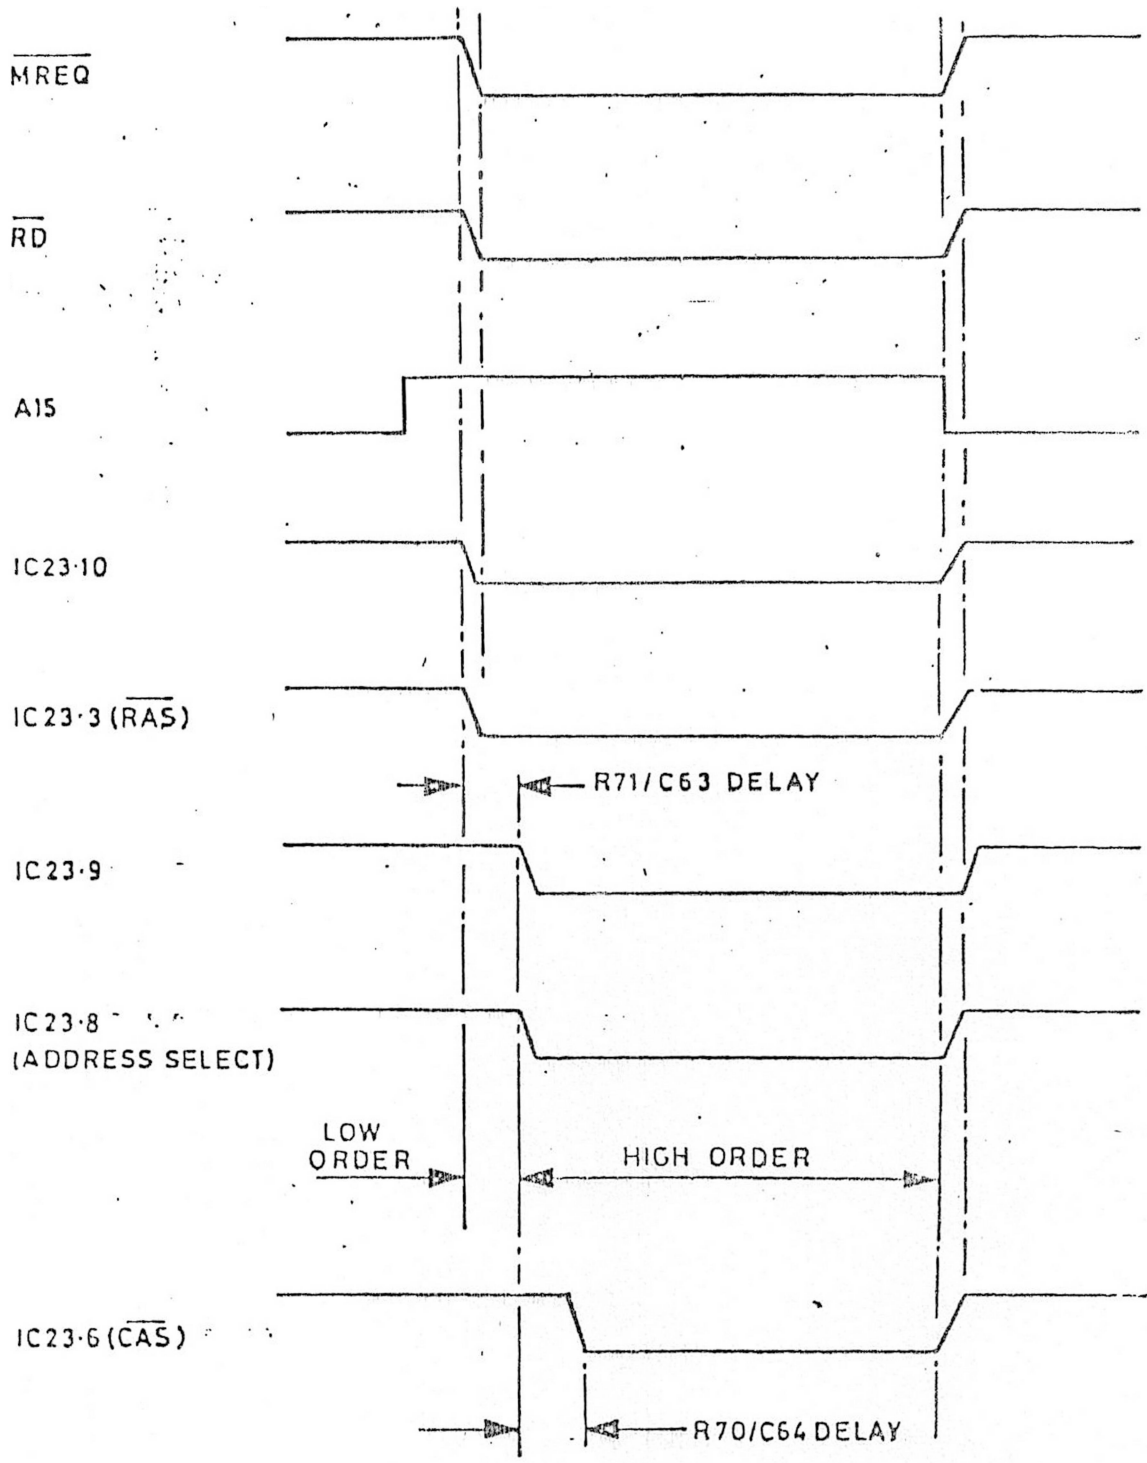 MREQ
RD
A15
IC23·10
IC23·3 (RAS)
R71/C63 DELAY
IC23·9
IC23·8
(ADDRESS SELECT)
LOW
ORDER
HIGH ORDER
IC23·6 (CAS)
R70/C64 DELAY